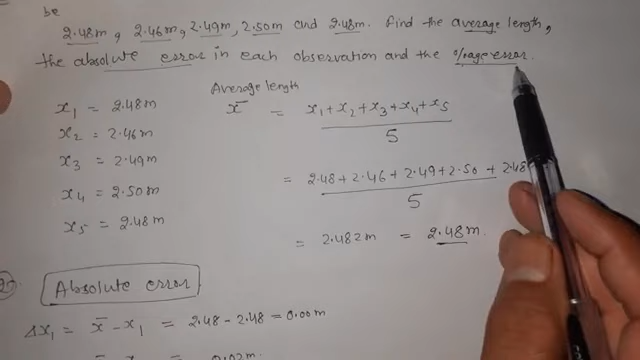 be
2.48m, 2.46m, 2.49m, 2.50m and 2.48m. Find the average length,
the absolute error in each observation and the %age error.
Average length
x₁ = 2.48m
x̄ = x₁+x₂+x₃+x₄+x₅ / 5
x₂ = 2.46m
x₃ = 2.49m
= 2.48+2.46+2.49+2.50+2.48 / 5
x₄ = 2.50m
x₅ = 2.48m
= 2.482m = 2.48m.
Absolute error
Δx₁ = x̄ - x₁ = 2.48 - 2.48 = 0.00m
0.02m